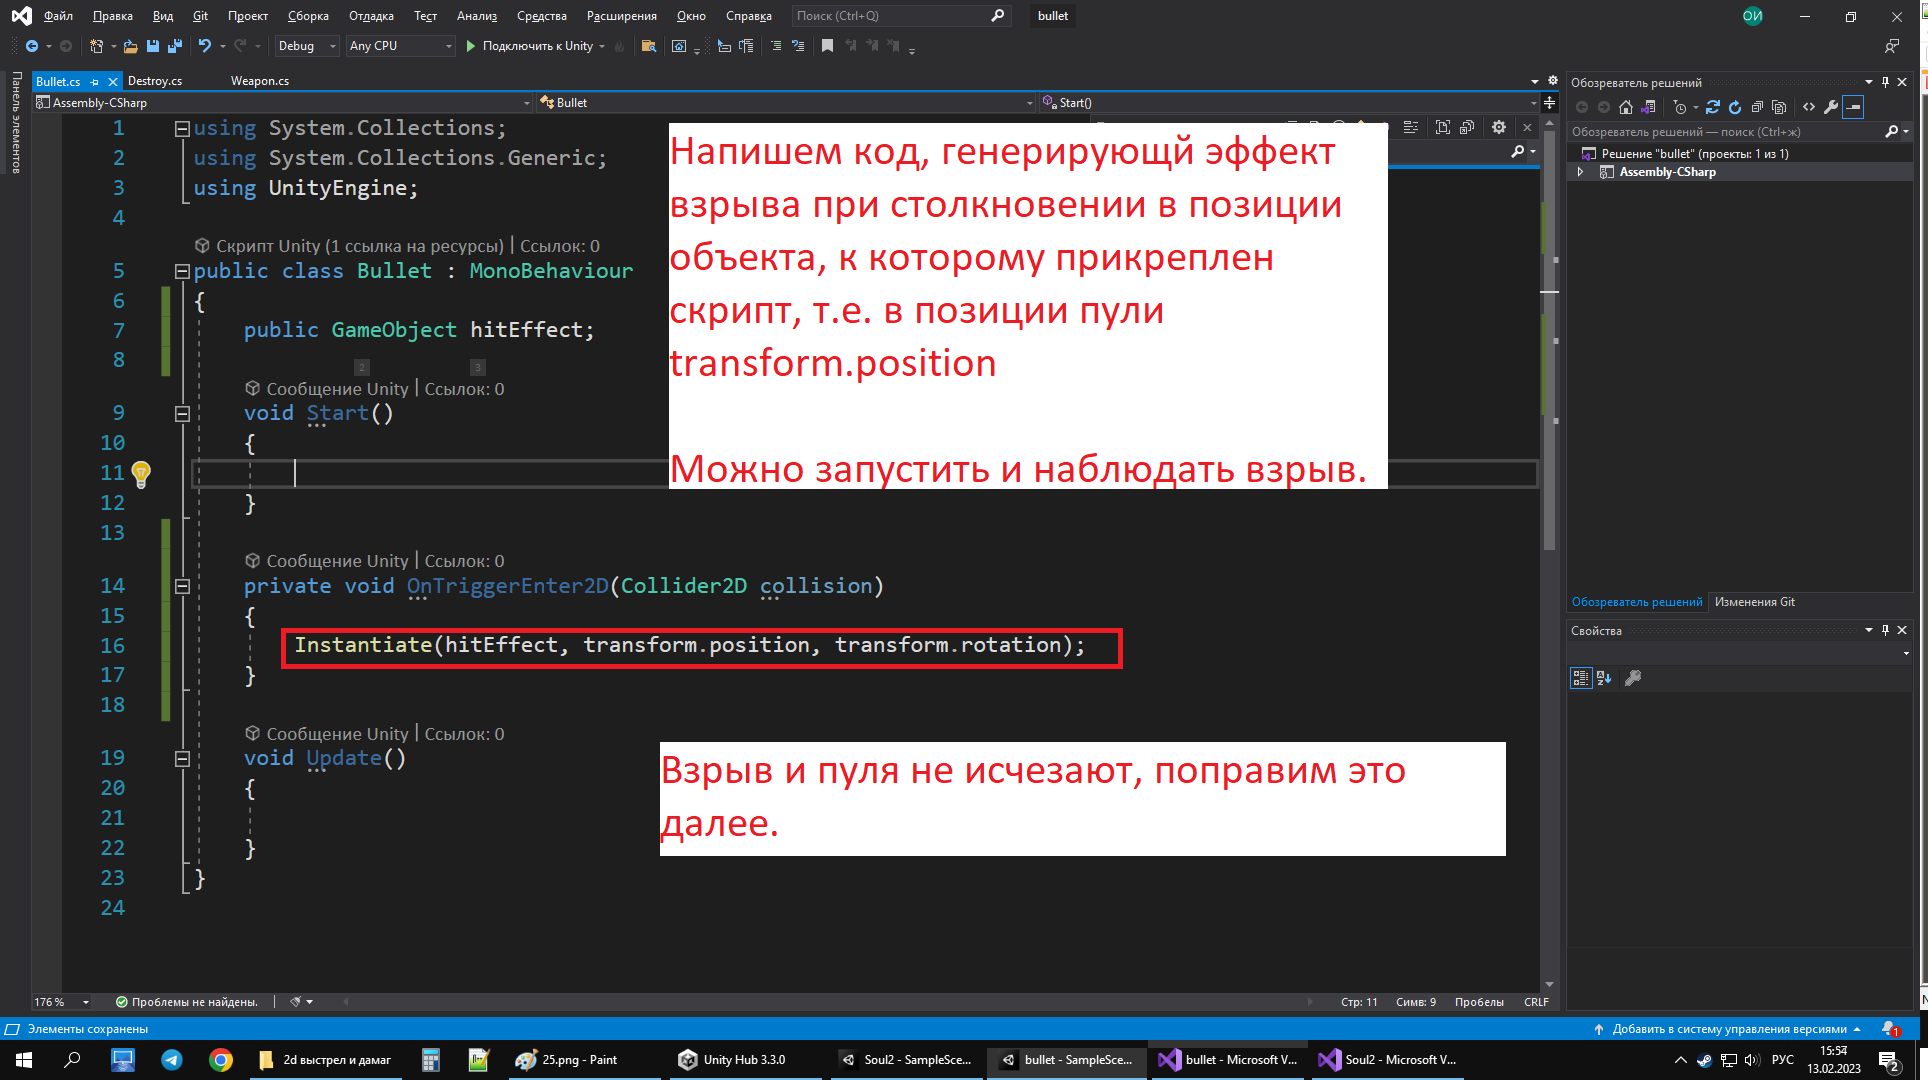 Файл Правка Вид Git Проект Сборка Отладка Тест Анализ Средства Расширения Окно Справка Поиск (Ctrl+Q) bullet ОИ
Debug Any CPU Подключить к Unity
Панель элементов
Bullet.cs Destroy.cs Weapon.cs
Assembly-CSharp Bullet Start()
1 using System.Collections;
2 using System.Collections.Generic;
3 using UnityEngine;
4
Скрипт Unity (1 ссылка на ресурсы) | Ссылок: 0
5 public class Bullet : MonoBehaviour
6 {
7 public GameObject hitEffect;
8
2 3
Сообщение Unity | Ссылок: 0
9 void Start()
10 {
11
12 }
13
Сообщение Unity | Ссылок: 0
14 private void OnTriggerEnter2D(Collider2D collision)
15 {
16 Instantiate(hitEffect, transform.position, transform.rotation);
17 }
18
Сообщение Unity | Ссылок: 0
19 void Update()
20 {
21
22 }
23 }
24
Напишем код, генерирующй эффект
взрыва при столкновении в позиции
объекта, к которому прикреплен
скрипт, т.е. в позиции пули
transform.position
Можно запустить и наблюдать взрыв.
Взрыв и пуля не исчезают, поправим это
далее.
Обозреватель решений
Обозреватель решений — поиск (Ctrl+ж)
Решение "bullet" (проекты: 1 из 1)
Assembly-CSharp
Обозреватель решений Изменения Git
Свойства
176 % Проблемы не найдены. Стр: 11 Симв: 9 Пробелы CRLF
Элементы сохранены Добавить в систему управления версиями 1
2d выстрел и дамаг 25.png - Paint Unity Hub 3.3.0 Soul2 - SampleSce... bullet - SampleSce... bullet - Microsoft V... Soul2 - Microsoft V... РУС 15:54
13.02.2023 2